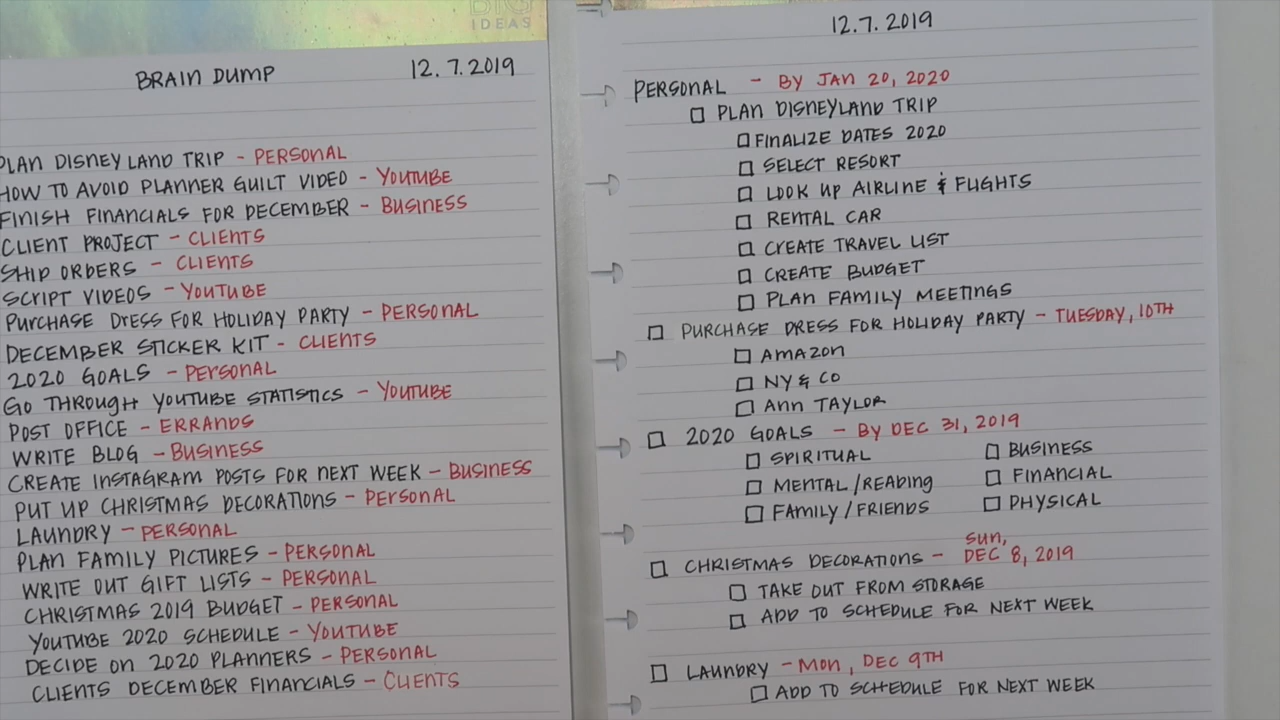 BIG
IDEAS
BRAIN DUMP 12.7.2019
PLAN DISNEYLAND TRIP - PERSONAL
HOW TO AVOID PLANNER GUILT VIDEO - YOUTUBE
FINISH FINANCIALS FOR DECEMBER - BUSINESS
CLIENT PROJECT - CLIENTS
SHIP ORDERS - CLIENTS
SCRIPT VIDEOS - YOUTUBE
PURCHASE DRESS FOR HOLIDAY PARTY - PERSONAL
DECEMBER STICKER KIT - CLIENTS
2020 GOALS - PERSONAL
GO THROUGH YOUTUBE STATISTICS - YOUTUBE
POST OFFICE - ERRANDS
WRITE BLOG - BUSINESS
CREATE INSTAGRAM POSTS FOR NEXT WEEK - BUSINESS
PUT UP CHRISTMAS DECORATIONS - PERSONAL
LAUNDRY - PERSONAL
PLAN FAMILY PICTURES - PERSONAL
WRITE OUT GIFT LISTS - PERSONAL
CHRISTMAS 2019 BUDGET - PERSONAL
YOUTUBE 2020 SCHEDULE - YOUTUBE
DECIDE ON 2020 PLANNERS - PERSONAL
CLIENTS DECEMBER FINANCIALS - CLIENTS
12.7.2019
PERSONAL - BY JAN 20, 2020
PLAN DISNEYLAND TRIP
FINALIZE DATES 2020
SELECT RESORT
LOOK UP AIRLINE & FLIGHTS
RENTAL CAR
CREATE TRAVEL LIST
CREATE BUDGET
PLAN FAMILY MEETINGS
PURCHASE DRESS FOR HOLIDAY PARTY - TUESDAY, 10TH
AMAZON
NY & CO
ANN TAYLOR
2020 GOALS - BY DEC 31, 2019
SPIRITUAL BUSINESS
MENTAL/READING FINANCIAL
FAMILY/FRIENDS PHYSICAL
SUN,
CHRISTMAS DECORATIONS - DEC 8, 2019
TAKE OUT FROM STORAGE
ADD TO SCHEDULE FOR NEXT WEEK
LAUNDRY - MON, DEC 9TH
ADD TO SCHEDULE FOR NEXT WEEK